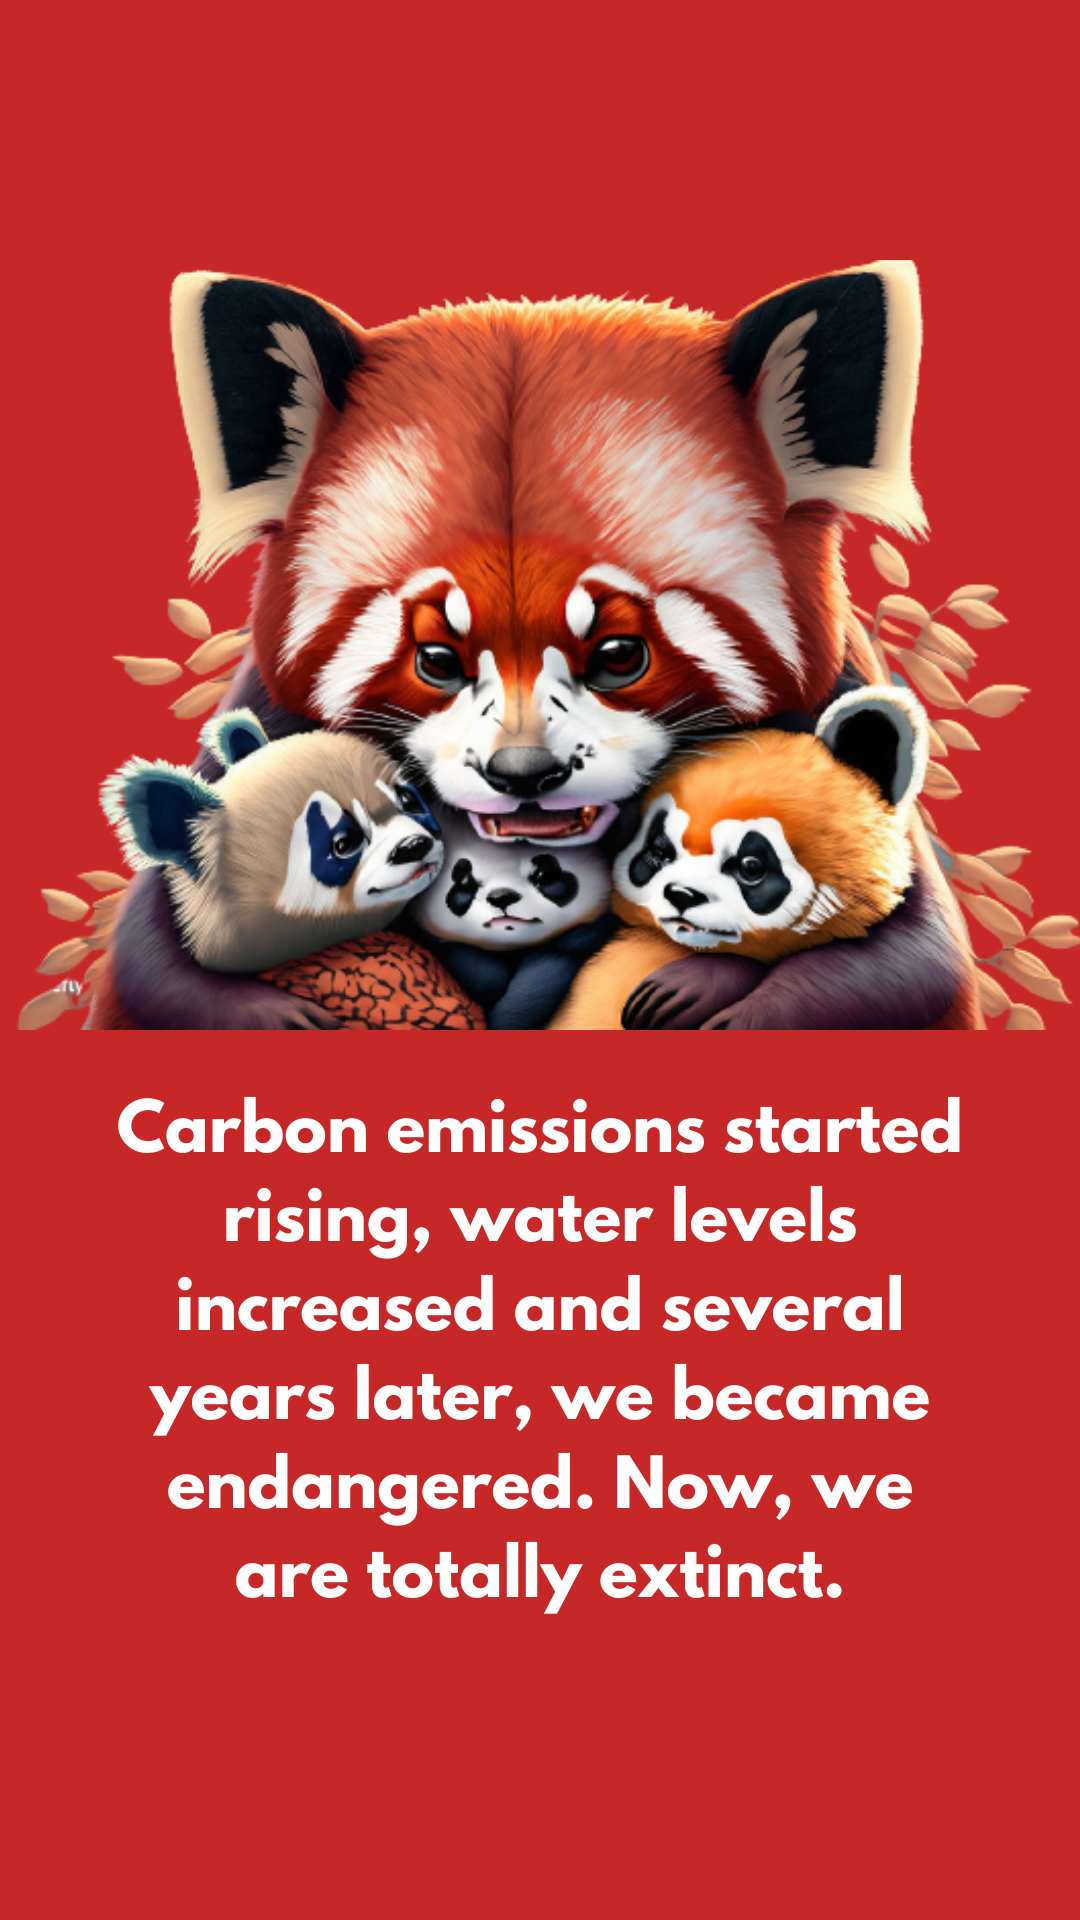 Carbon emissions started
rising, water levels
increased and several
years later, we became
endangered. Now, we
are totally extinct.